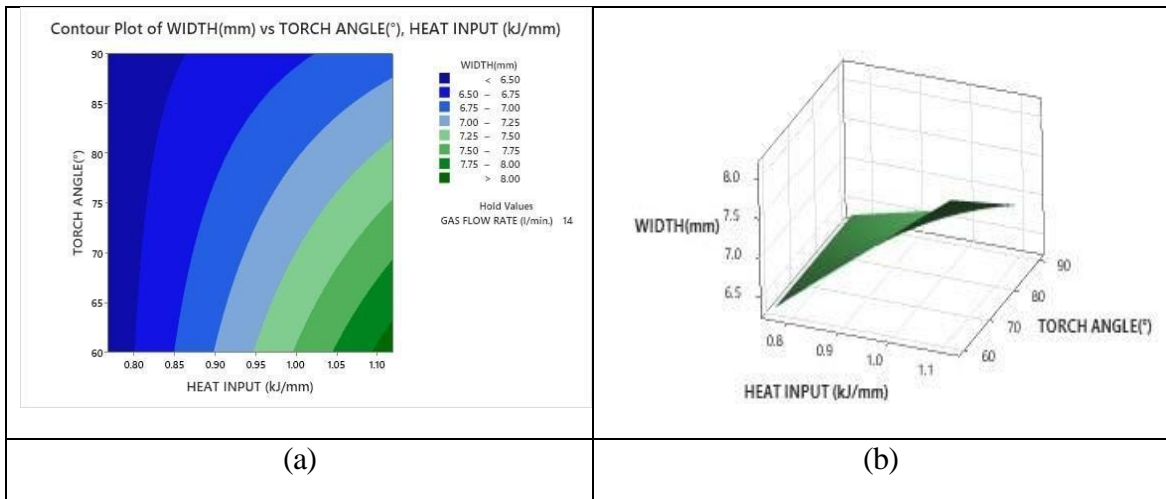 Contour Plot of WIDTH(mm) vs TORCH ANGLE(°), HEAT INPUT (kJ/mm)
90
85
80
75
70
65
60
TORCH ANGLE(°)
0.80 0.85 0.90 0.95 1.00 1.05 1.10
HEAT INPUT (kJ/mm)
WIDTH(mm)
< 6.50
6.50 – 6.75
6.75 – 7.00
7.00 – 7.25
7.25 – 7.50
7.50 – 7.75
7.75 – 8.00
> 8.00
Hold Values
GAS FLOW RATE (l/min.) 14
8.0
7.5
7.0
6.5
WIDTH(mm)
0.8 0.9 1.0 1.1
HEAT INPUT (kJ/mm)
90
80
70
60
TORCH ANGLE(°)
(a) (b)